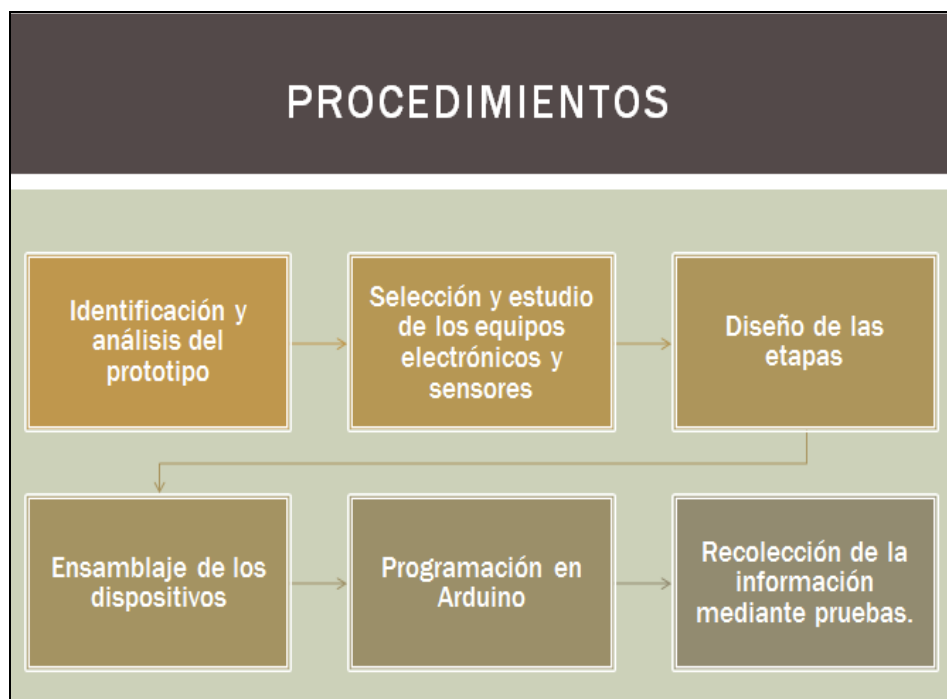 PROCEDIMIENTOS
Identificación y
análisis del
prototipo
Selección y estudio
de los equipos
electrónicos y
sensores
Diseño de las
etapas
Ensamblaje de los
dispositivos
Programación en
Arduino
Recolección de la
información
mediante pruebas.